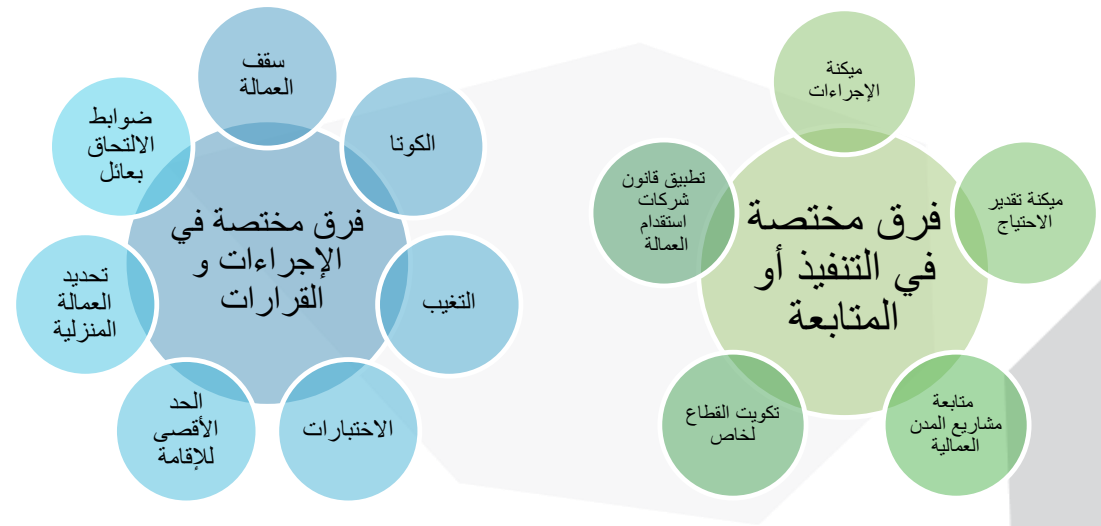 فرق مختصة في
الإجراءات و
القرارات
سقف
العمالة
الكوتا
التغيب
الاختبارات
الحد
الأقصى
للإقامة
تحديد
العمالة
المنزلية
ضوابط
الالتحاق
بعائل
فرق مختصة
في التنفيذ أو
المتابعة
ميكنة
الإجراءات
ميكنة تقدير
الاحتياج
متابعة
مشاريع المدن
العمالية
تكويت القطاع
لخاص
تطبيق قانون
شركات
استقدام
العمالة